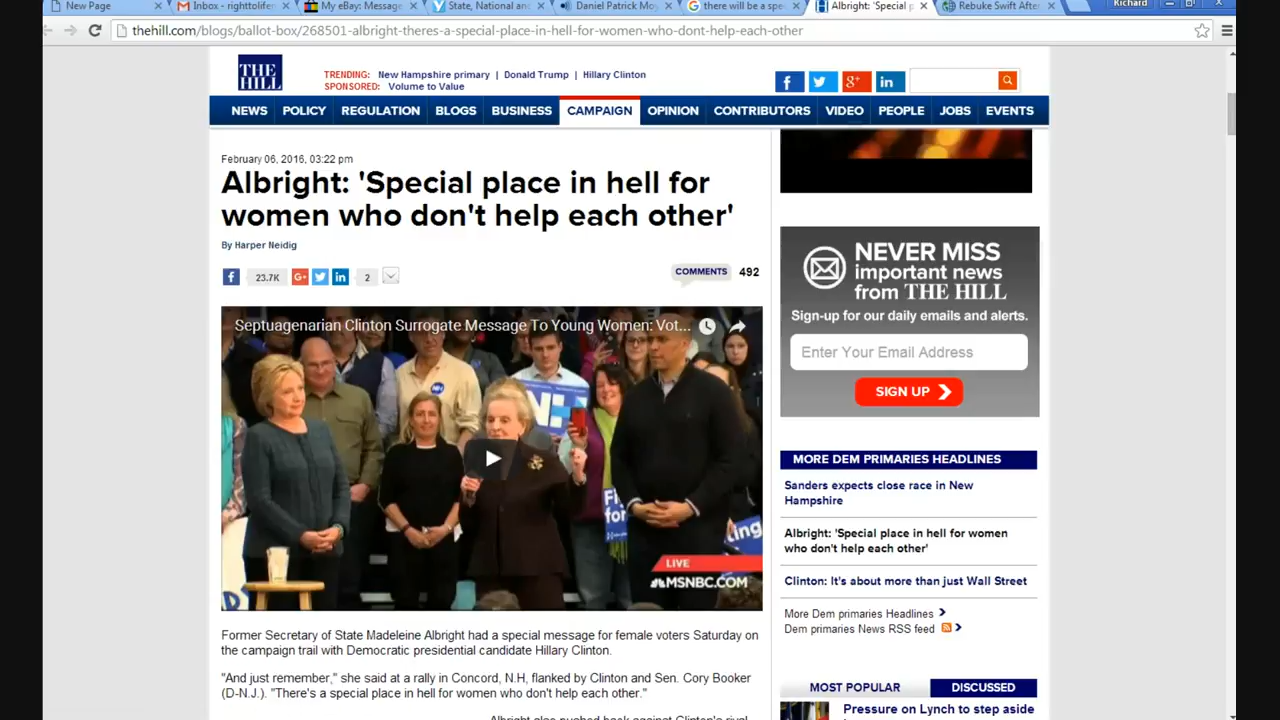 New Page
Inbox - righttolifer
My eBay: Message
State, National and
Daniel Patrick Moy
there will be a spe
Albright: 'Special p
Rebuke Swift After
Richard
thehill.com/blogs/ballot-box/268501-albright-theres-a-special-place-in-hell-for-women-who-dont-help-each-other
THE HILL
TRENDING: New Hampshire primary | Donald Trump | Hillary Clinton
SPONSORED: Volume to Value
NEWS POLICY REGULATION BLOGS BUSINESS CAMPAIGN OPINION CONTRIBUTORS VIDEO PEOPLE JOBS EVENTS
February 06, 2016, 03:22 pm
Albright: 'Special place in hell for
women who don't help each other'
By Harper Neidig
23.7K
2
COMMENTS 492
Septuagenarian Clinton Surrogate Message To Young Women: Vot...
LIVE
MSNBC.COM
Former Secretary of State Madeleine Albright had a special message for female voters Saturday on
the campaign trail with Democratic presidential candidate Hillary Clinton.
"And just remember," she said at a rally in Concord, N.H, flanked by Clinton and Sen. Cory Booker
(D-N.J.). "There's a special place in hell for women who don't help each other."
Albright also pushed back against Clinton's rival
NEVER MISS
important news
from THE HILL
Sign-up for our daily emails and alerts.
Enter Your Email Address
SIGN UP
MORE DEM PRIMARIES HEADLINES
Sanders expects close race in New
Hampshire
Albright: 'Special place in hell for women
who don't help each other'
Clinton: It's about more than just Wall Street
More Dem primaries Headlines
Dem primaries News RSS feed
MOST POPULAR
DISCUSSED
Pressure on Lynch to step aside